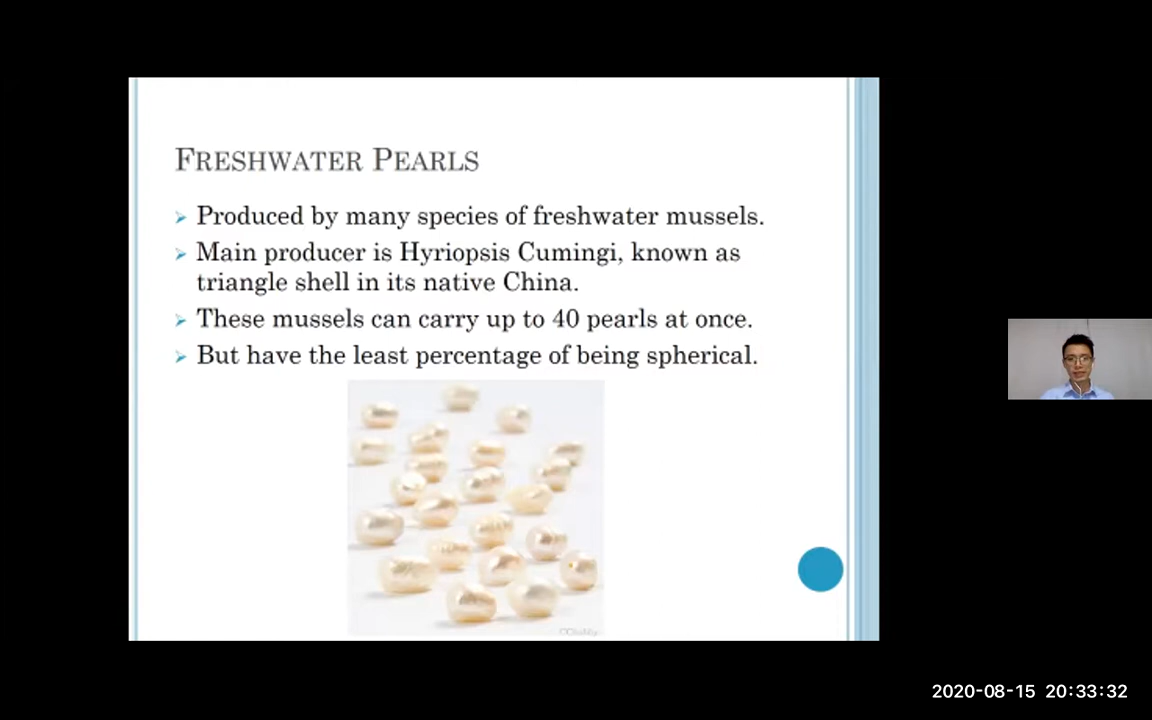 FRESHWATER PEARLS
Produced by many species of freshwater mussels.
Main producer is Hyriopsis Cumingi, known as
triangle shell in its native China.
These mussels can carry up to 40 pearls at once.
But have the least percentage of being spherical.
2020-08-15 20:33:32